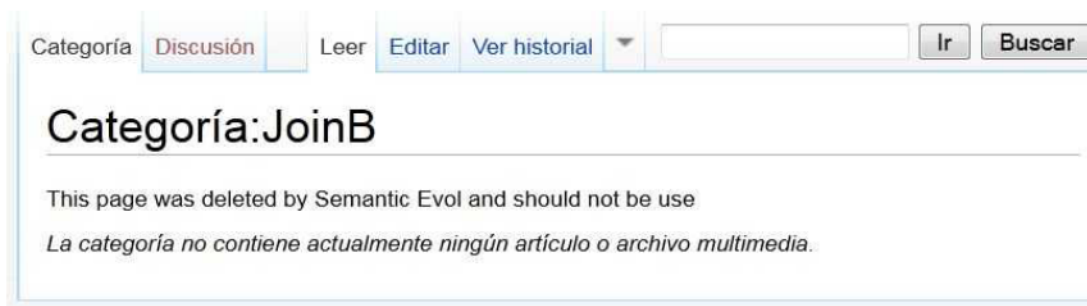 Categoría Discusión Leer Editar Ver historial Ir Buscar
Categoría:JoinB
This page was deleted by Semantic Evol and should not be use
La categoría no contiene actualmente ningún artículo o archivo multimedia.